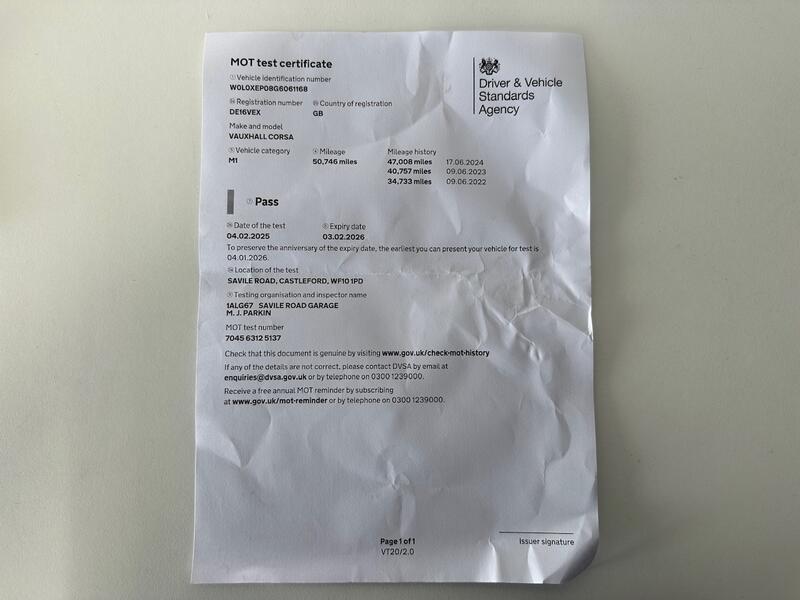 MOT test certificate
Driver & Vehicle
Standards
Agency
① Vehicle identification number
W0L0XEP08G6061168
Registration number
Country of registration
DE16VEX
GB
Make and model
VAUXHALL CORSA
Vehicle category
Mileage
Mileage history
M1
50,746 miles
47,008 miles 17.06.2024
40,757 miles 09.06.2023
34,733 miles 09.06.2022
Pass
Date of the test
Expiry date
04.02.2025
03.02.2026
To preserve the anniversary of the expiry date, the earliest you can present your vehicle for test is
04.01.2026.
Location of the test
SAVILE ROAD, CASTLEFORD, WF10 1PD
Testing organisation and inspector name
1ALG67 SAVILE ROAD GARAGE
M. J. PARKIN
MOT test number
7045 6312 5137
Check that this document is genuine by visiting www.gov.uk/check-mot-history
If any of the details are not correct, please contact DVSA by email at
enquiries@dvsa.gov.uk or by telephone on 0300 1239000.
Receive a free annual MOT reminder by subscribing
at www.gov.uk/mot-reminder or by telephone on 0300 1239000.
Page 1 of 1
VT20/2.0
Issuer signature